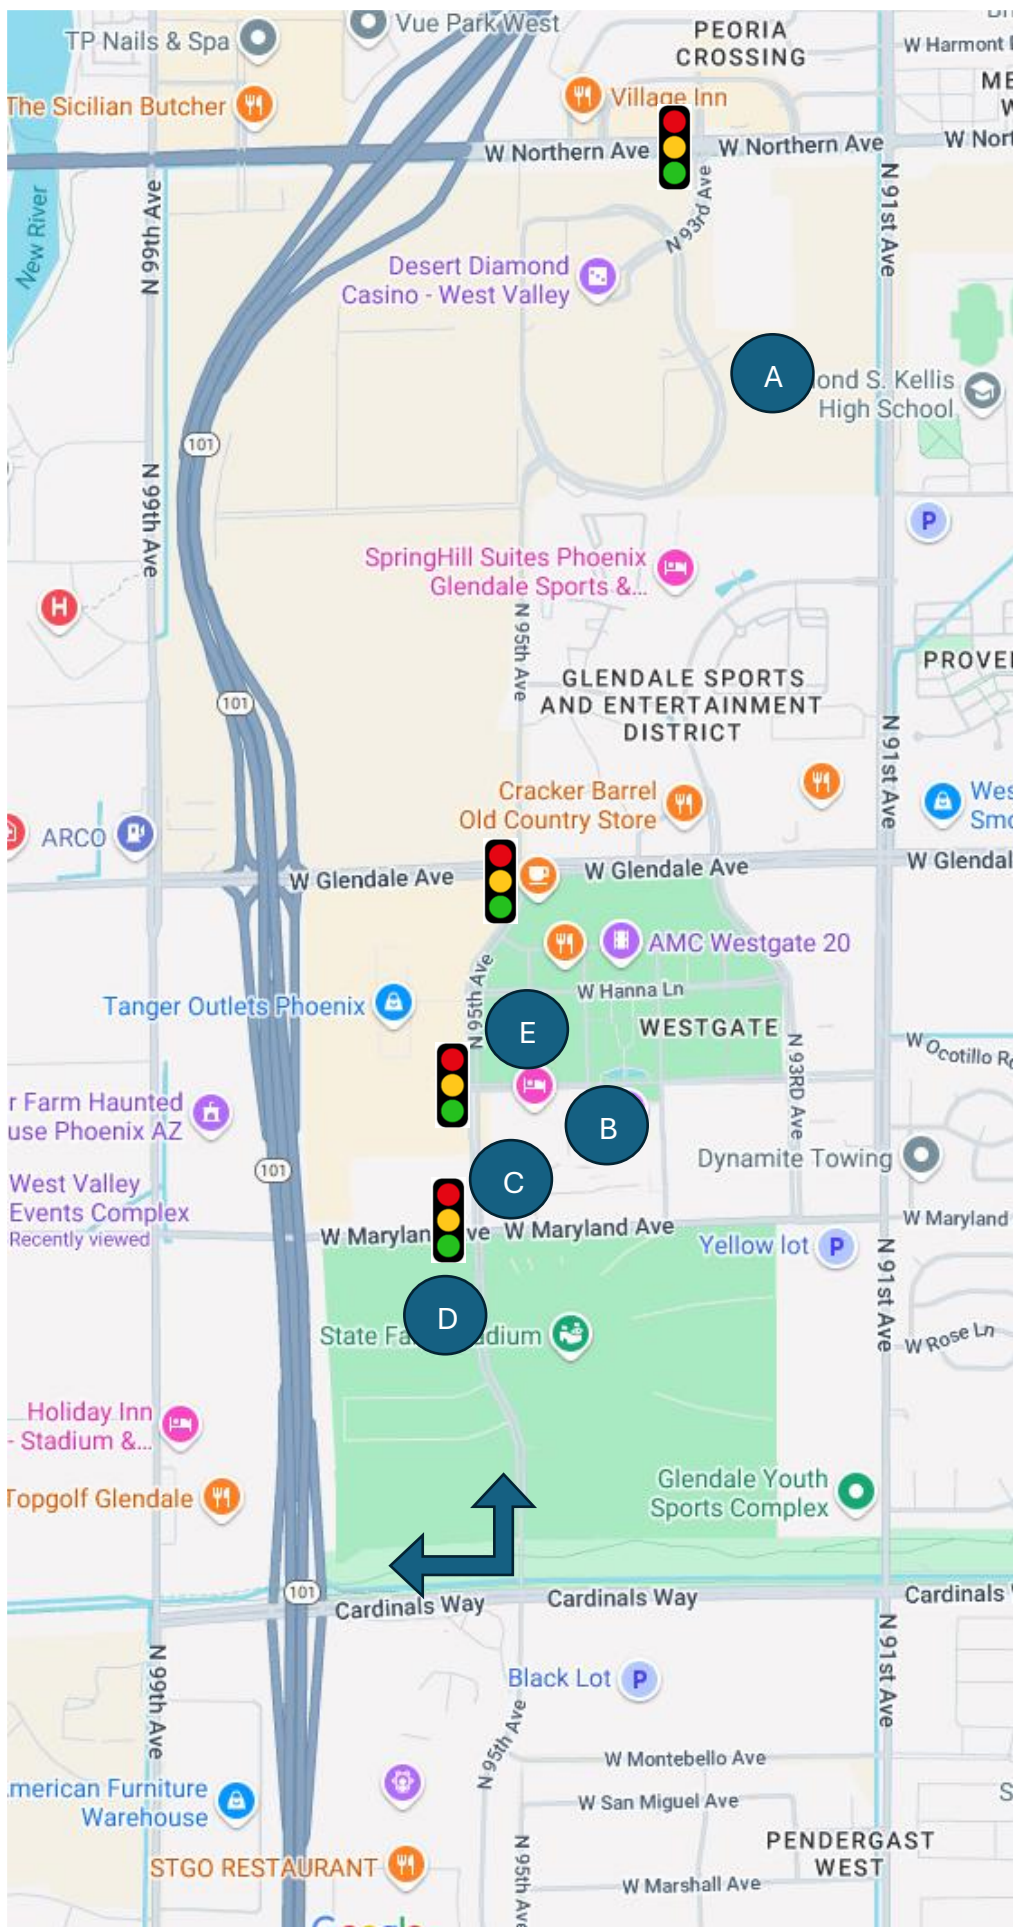 Vue Park West
TP Nails & Spa
PEORIA
CROSSING
W Harmont
The Sicilian Butcher
Village Inn
W Northern Ave
W Northern Ave
N 93rd Ave
N 91st Ave
N 99th Ave
New River
Desert Diamond
Casino - West Valley
A
ond S. Kellis
High School
101
N 99th Ave
P
SpringHill Suites Phoenix
Glendale Sports &...
H
N 95th Ave
GLENDALE SPORTS
AND ENTERTAINMENT
DISTRICT
101
N 91st Ave
Cracker Barrel
Old Country Store
ARCO
W Glendale Ave
W Glendale Ave
W Glendal
AMC Westgate 20
N 95th Ave
W Hanna Ln
Tanger Outlets Phoenix
E
WESTGATE
N 93RD Ave
W Ocotillo
r Farm Haunted
use Phoenix AZ
B
Dynamite Towing
101
C
West Valley
Events Complex
Recently viewed
W Marylan
ve
W Maryland Ave
W Maryland
Yellow lot
P
N 91st Ave
D
State Fa
adium
W Rose Ln
Holiday Inn
- Stadium &...
Topgolf Glendale
Glendale Youth
Sports Complex
101
Cardinals Way
Cardinals Way
Cardinals
N 99th Ave
N 91st Ave
Black Lot
P
N 95th Ave
W Montebello Ave
merican Furniture
Warehouse
W San Miguel Ave
PENDERGAST
WEST
STGO RESTAURANT
N 95th Ave
W Marshall Ave
Google